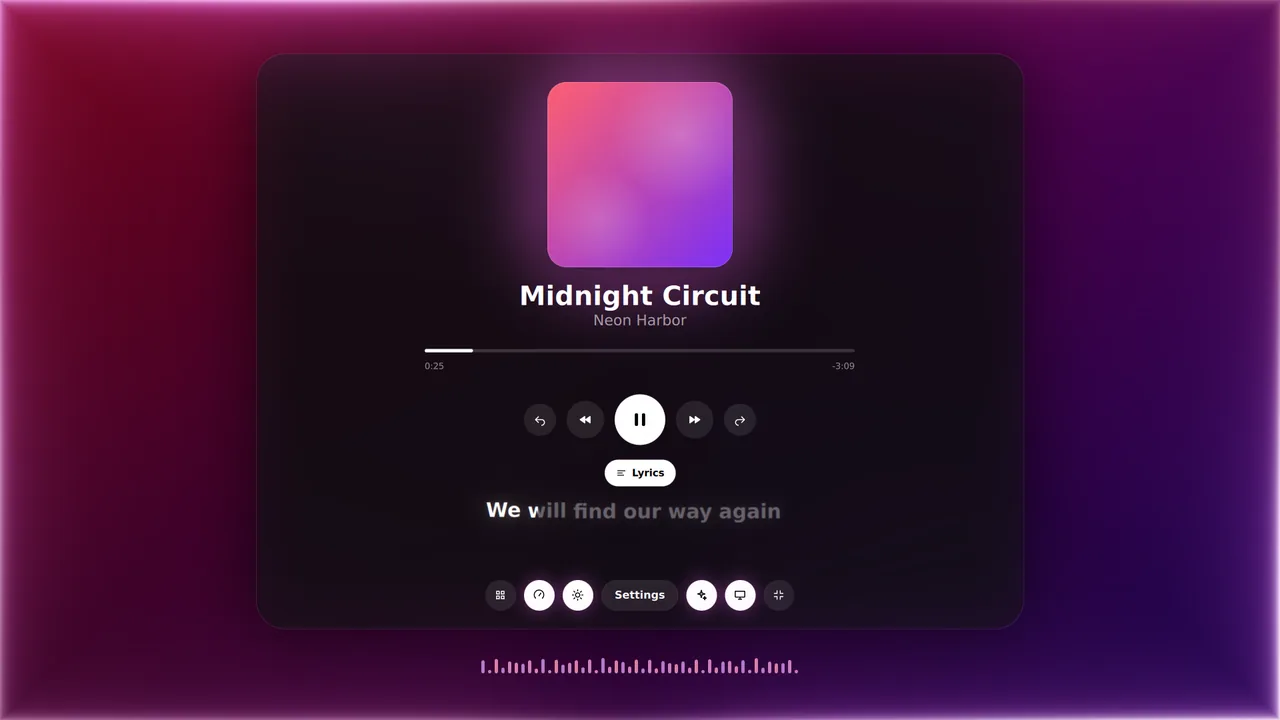 Midnight Circuit
Neon Harbor
0:25 -3:09
Lyrics
We will find our way again
Settings